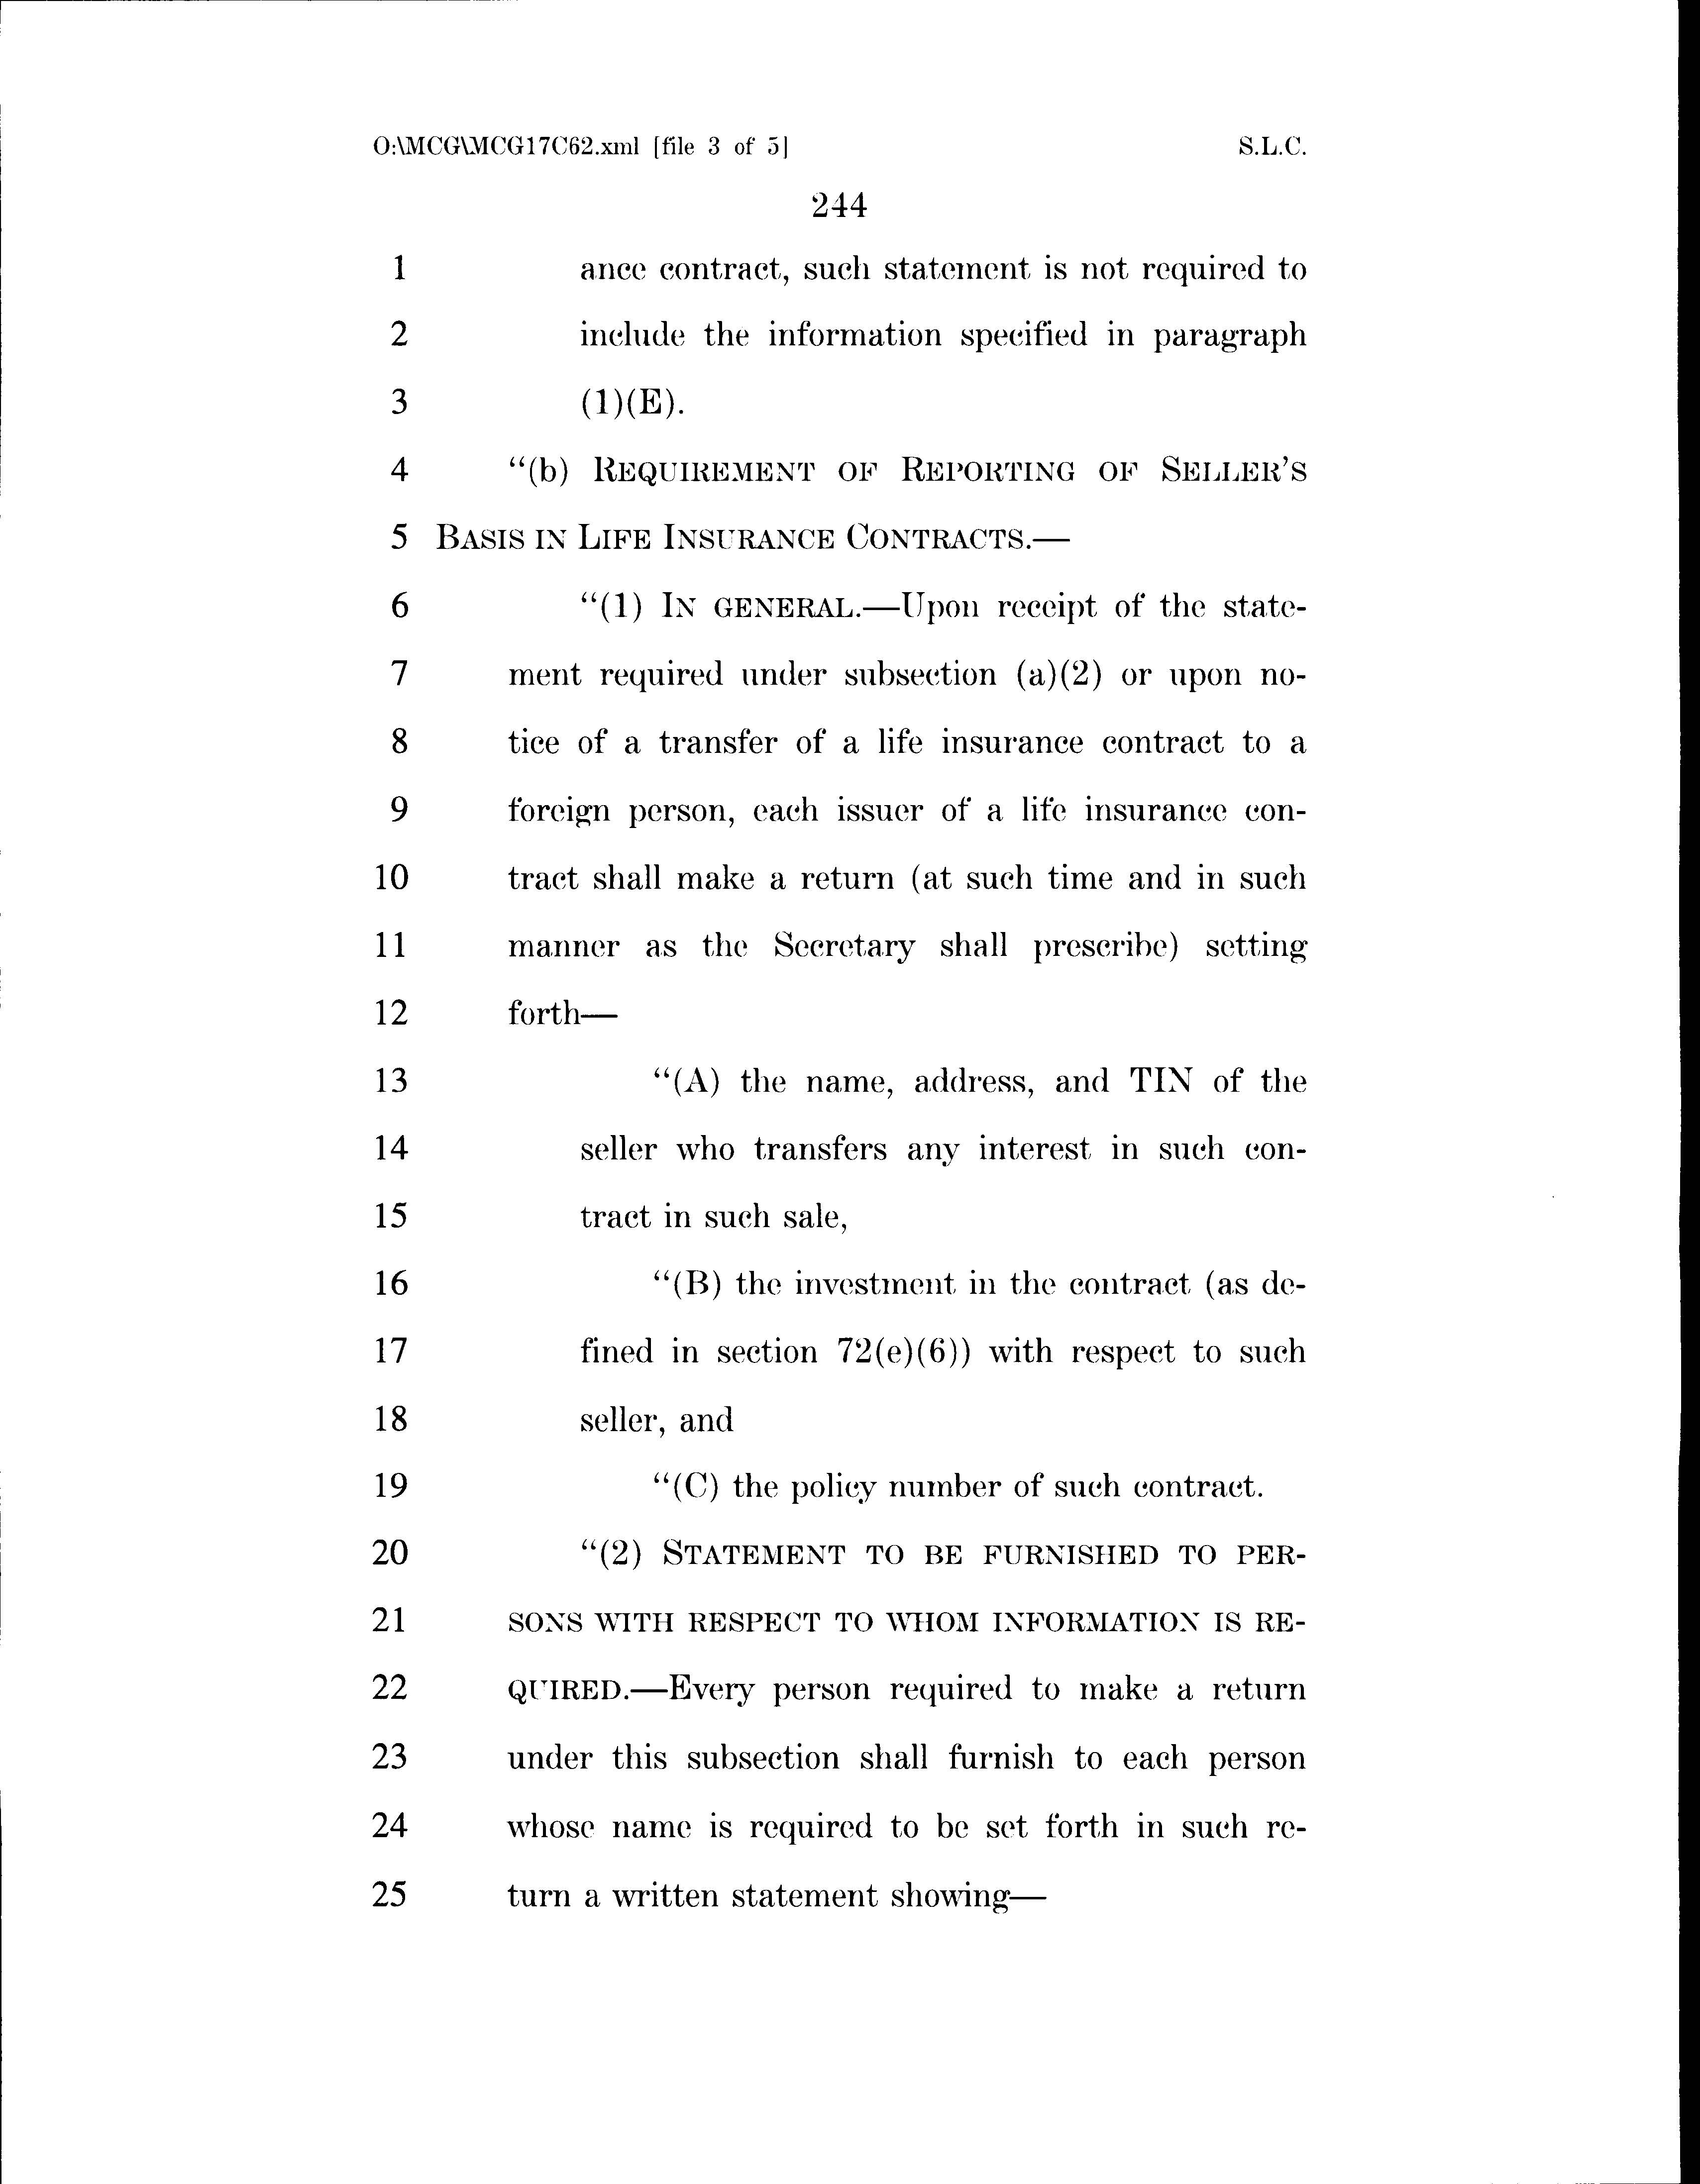 O:\MCG\MCG17C62.xml [file 3 of 5] S.L.C.
244
1 ance contract, such statement is not required to
2 include the information specified in paragraph
3 (1)(E).
4 “(b) REQUIREMENT OF REPORTING OF SELLER’S
5 BASIS IN LIFE INSURANCE CONTRACTS.—
6 “(1) IN GENERAL.—Upon receipt of the state-
7 ment required under subsection (a)(2) or upon no-
8 tice of a transfer of a life insurance contract to a
9 foreign person, each issuer of a life insurance con-
10 tract shall make a return (at such time and in such
11 manner as the Secretary shall prescribe) setting
12 forth—
13 “(A) the name, address, and TIN of the
14 seller who transfers any interest in such con-
15 tract in such sale,
16 “(B) the investment in the contract (as de-
17 fined in section 72(e)(6)) with respect to such
18 seller, and
19 “(C) the policy number of such contract.
20 “(2) STATEMENT TO BE FURNISHED TO PER-
21 SONS WITH RESPECT TO WHOM INFORMATION IS RE-
22 QUIRED.—Every person required to make a return
23 under this subsection shall furnish to each person
24 whose name is required to be set forth in such re-
25 turn a written statement showing—